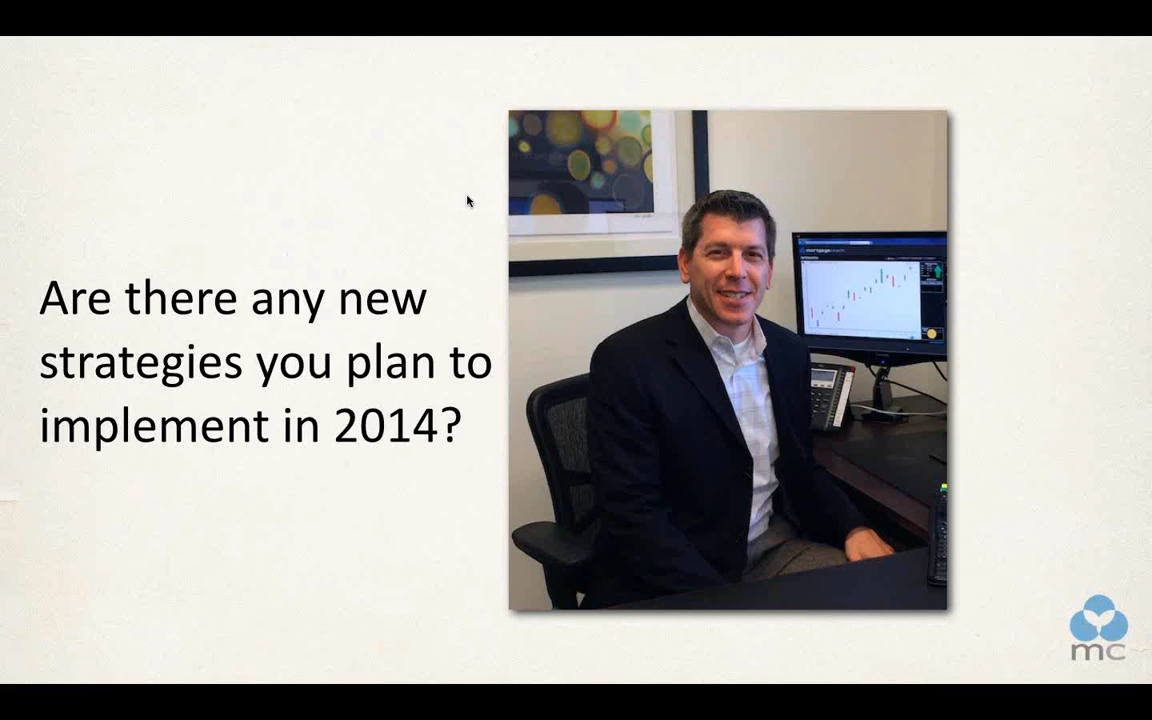 Are there any new
strategies you plan to
implement in 2014?
mc